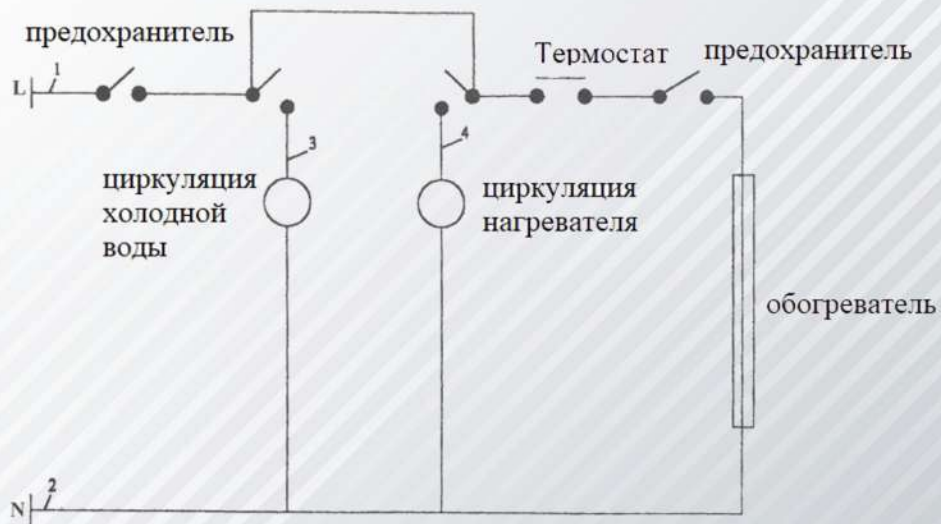 предохранитель
Термостат
предохранитель
L
1
3
4
циркуляция
холодной
воды
циркуляция
нагревателя
обогреватель
2
N